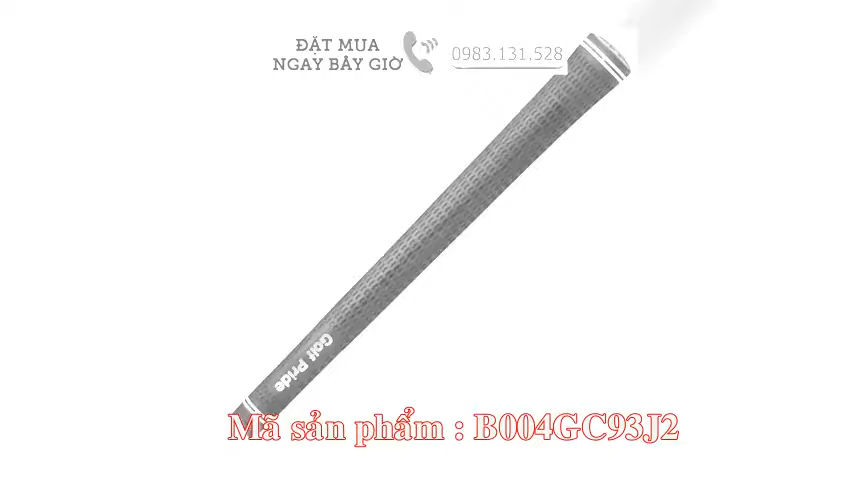 ĐẶT MUA
NGAY BÂY GIỜ
0983.131.528
Golf Pride
Mã sản phẩm : B004GC93J2